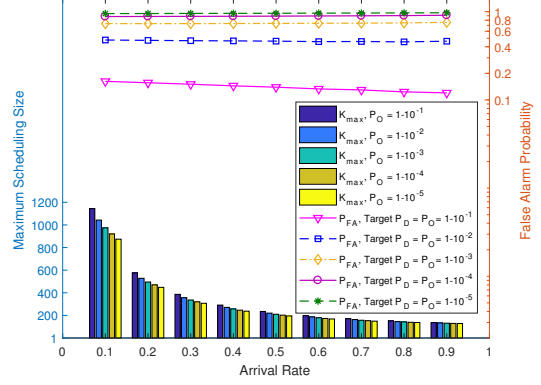 1
0.8
0.6
0.4
0.2
0.1
1200
1000
800
600
400
200
1
Maximum Scheduling Size
False Alarm Probability
K_max, P_O = 1-10^-1
K_max, P_O = 1-10^-2
K_max, P_O = 1-10^-3
K_max, P_O = 1-10^-4
K_max, P_O = 1-10^-5
P_FA, Target P_D = P_O = 1-10^-1
P_FA, Target P_D = P_O = 1-10^-2
P_FA, Target P_D = P_O = 1-10^-3
P_FA, Target P_D = P_O = 1-10^-4
P_FA, Target P_D = P_O = 1-10^-5
0 0.1 0.2 0.3 0.4 0.5 0.6 0.7 0.8 0.9 1
Arrival Rate